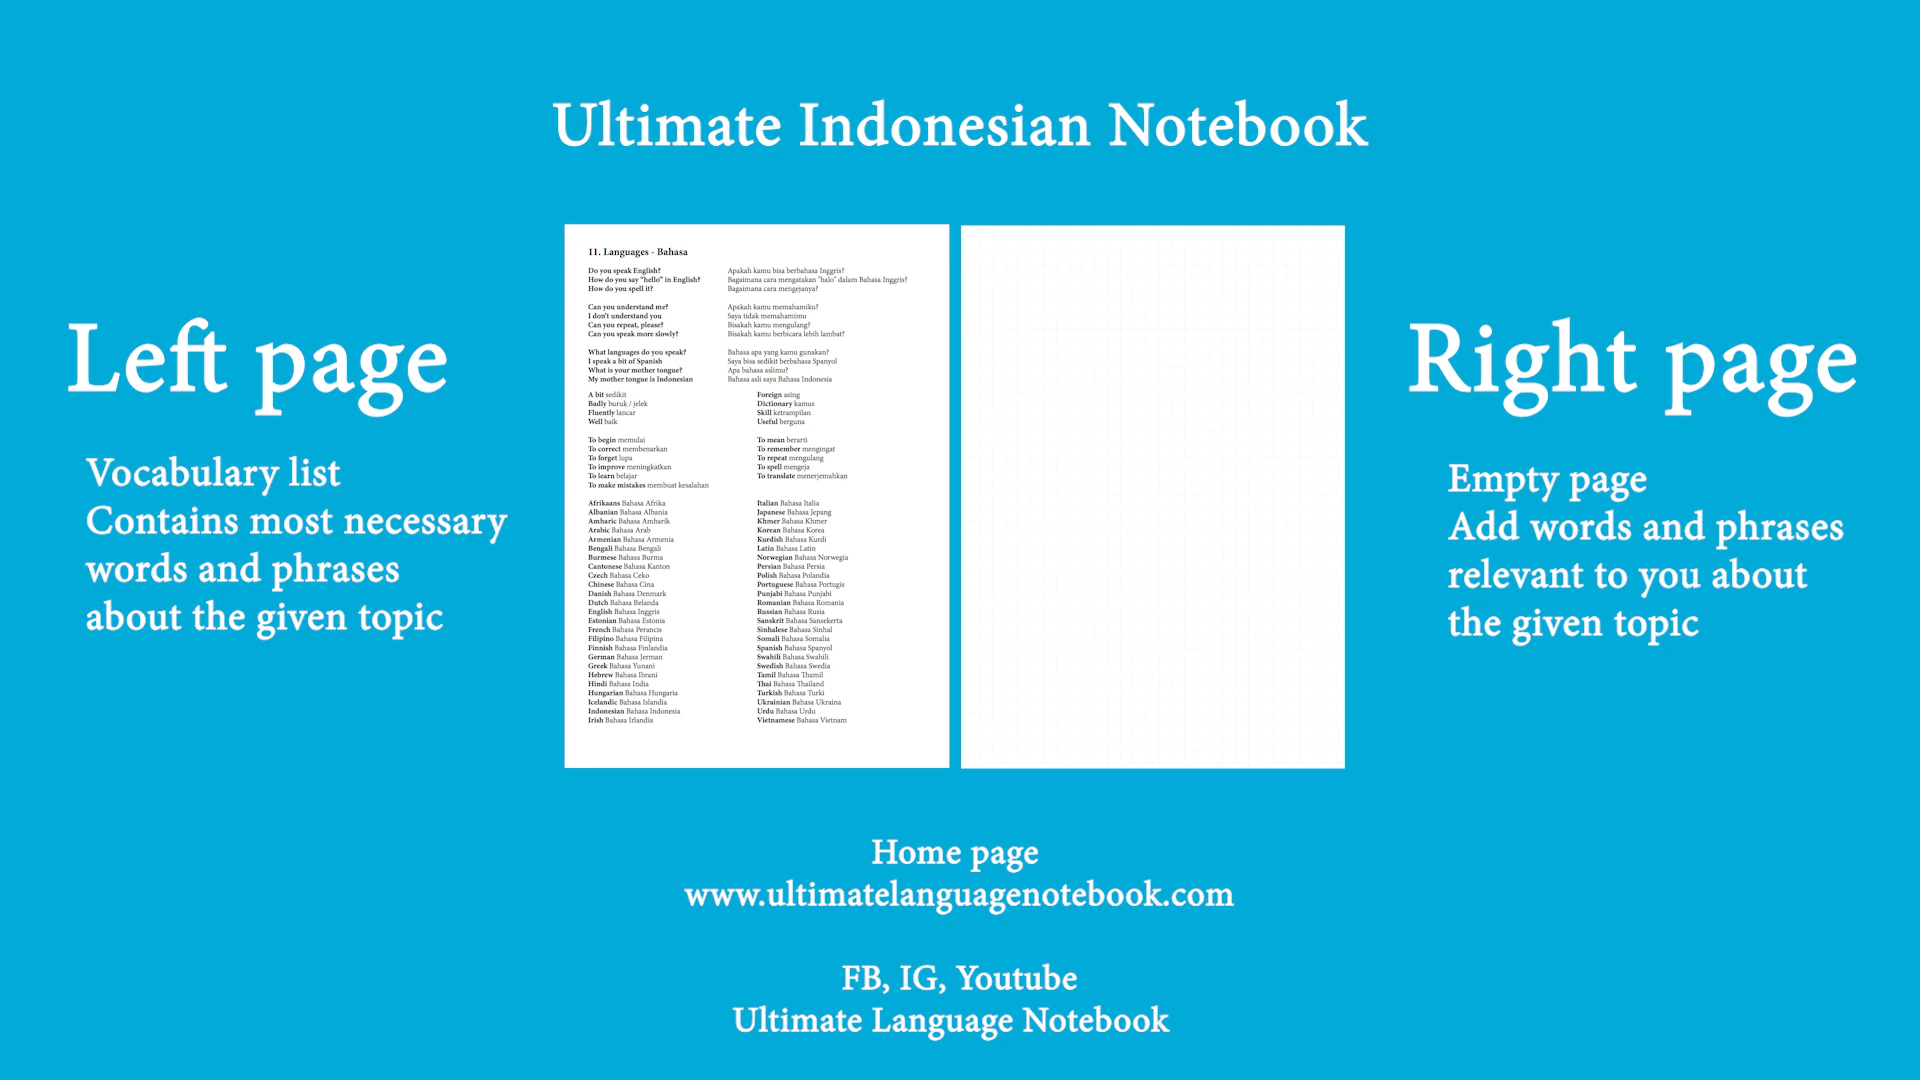 Ultimate Indonesian Notebook
Left page
Vocabulary list
Contains most necessary
words and phrases
about the given topic
11. Languages - Bahasa
Do you speak English? Apakah kamu bisa berbahasa Inggris?
How do you say "hello" in English? Bagaimana cara mengatakan "halo" dalam Bahasa Inggris?
How do you spell it? Bagaimana cara mengejanya?
Can you understand me? Apakah kamu memahamiku?
I don't understand you Saya tidak memahamimu
Can you repeat, please? Bisakah kamu mengulang?
Can you speak more slowly? Bisakah kamu berbicara lebih lambat?
What languages do you speak? Bahasa apa yang kamu gunakan?
I speak a bit of Spanish Saya bisa sedikit berbahasa Spanyol
What is your mother tongue? Apa bahasa aslimu?
My mother tongue is Indonesian Bahasa asli saya Bahasa Indonesia
A bit sedikit Foreign asing
Badly buruk / jelek Dictionary kamus
Fluently lancar Skill ketrampilan
Well baik Useful berguna
To begin memulai To mean berarti
To correct membenarkan To remember mengingat
To forget lupa To repeat mengulang
To improve meningkatkan To spell mengeja
To learn belajar To translate menerjemahkan
To make mistakes membuat kesalahan
Afrikaans Bahasa Afrika Italian Bahasa Italia
Albanian Bahasa Albania Japanese Bahasa Jepang
Amharic Bahasa Amharik Khmer Bahasa Khmer
Arabic Bahasa Arab Korean Bahasa Korea
Armenian Bahasa Armenia Kurdish Bahasa Kurdi
Bengali Bahasa Bengali Latin Bahasa Latin
Burmese Bahasa Burma Norwegian Bahasa Norwegia
Cantonese Bahasa Kanton Persian Bahasa Persia
Czech Bahasa Ceko Polish Bahasa Polandia
Chinese Bahasa Cina Portuguese Bahasa Portugis
Danish Bahasa Denmark Punjabi Bahasa Punjabi
Dutch Bahasa Belanda Romanian Bahasa Romania
English Bahasa Inggris Russian Bahasa Rusia
Estonian Bahasa Estonia Sanskrit Bahasa Sansekerta
French Bahasa Perancis Sinhalese Bahasa Sinhal
Filipino Bahasa Filipina Somali Bahasa Somalia
Finnish Bahasa Finlandia Spanish Bahasa Spanyol
German Bahasa Jerman Swahili Bahasa Swahili
Greek Bahasa Yunani Swedish Bahasa Swedia
Hebrew Bahasa Ibrani Tamil Bahasa Thamil
Hindi Bahasa India Thai Bahasa Thailand
Hungarian Bahasa Hungaria Turkish Bahasa Turki
Icelandic Bahasa Islandia Ukrainian Bahasa Ukraina
Indonesian Bahasa Indonesia Urdu Bahasa Urdu
Irish Bahasa Irlandia Vietnamese Bahasa Vietnam
Right page
Empty page
Add words and phrases
relevant to you about
the given topic
Home page
www.ultimatelanguagenotebook.com
FB, IG, Youtube
Ultimate Language Notebook